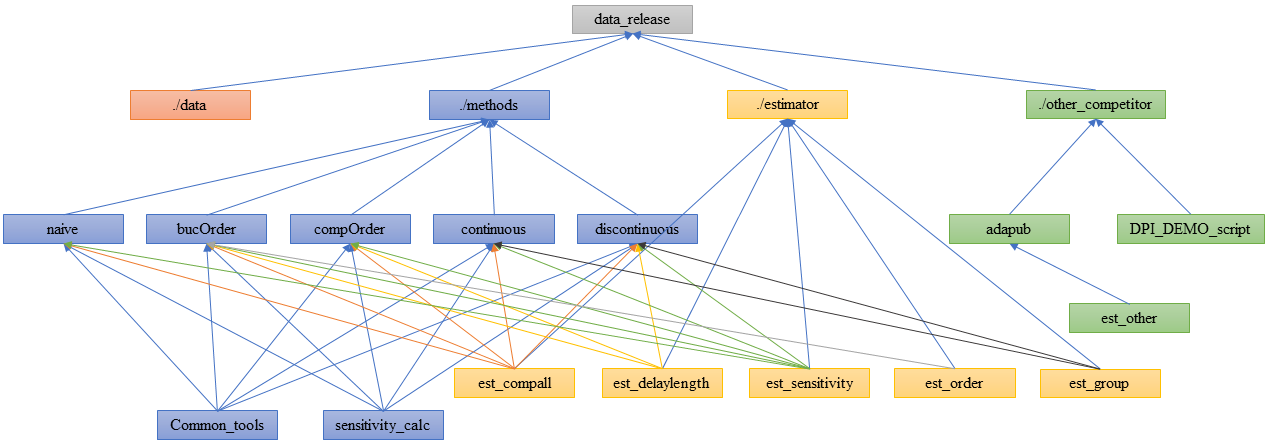 data_release
./data
./methods
./estimator
./other_competitor
naive
bucOrder
compOrder
continuous
discontinuous
adapub
DPI_DEMO_script
est_other
est_compall
est_delaylength
est_sensitivity
est_order
est_group
Common_tools
sensitivity_calc